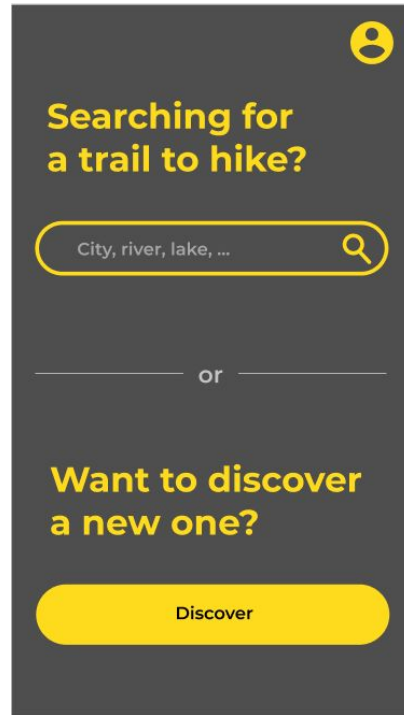 Searching for
a trail to hike?
City, river, lake, ...
or
Want to discover
a new one?
Discover